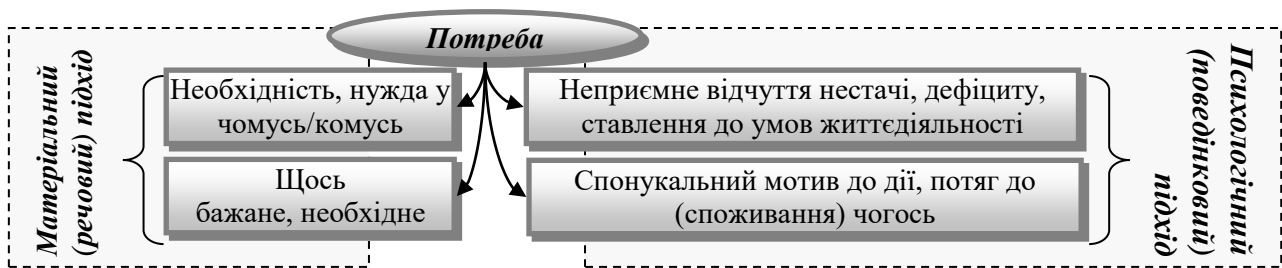 Потреба
Матеріальний
(речовий) підхід
Необхідність, нужда у
чомусь/комусь
Щось
бажане, необхідне
Неприємне відчуття нестачі, дефіциту,
ставлення до умов життєдіяльності
Спонукальний мотив до дії, потяг до
(споживання) чогось
Психологічний
(поведінковий)
підхід